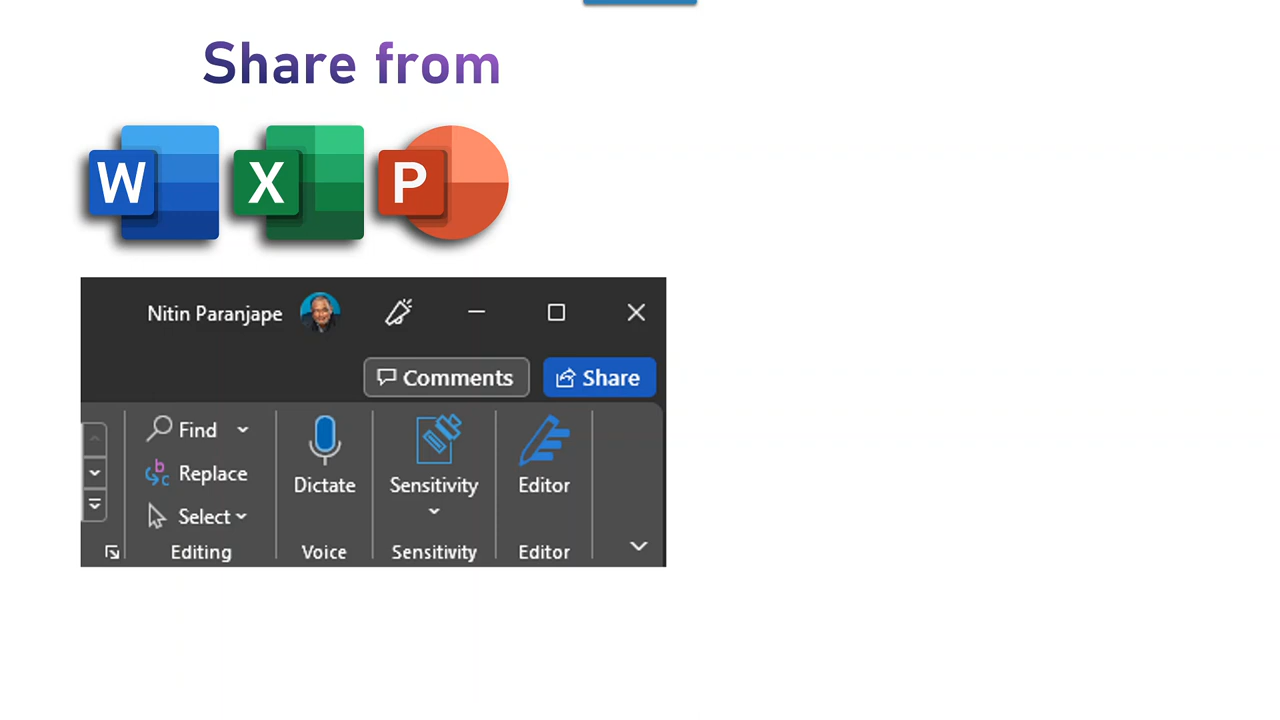 Share from
W X P
Nitin Paranjape
Comments Share
Find
Replace
Select
Editing
Dictate
Voice
Sensitivity
Sensitivity
Editor
Editor